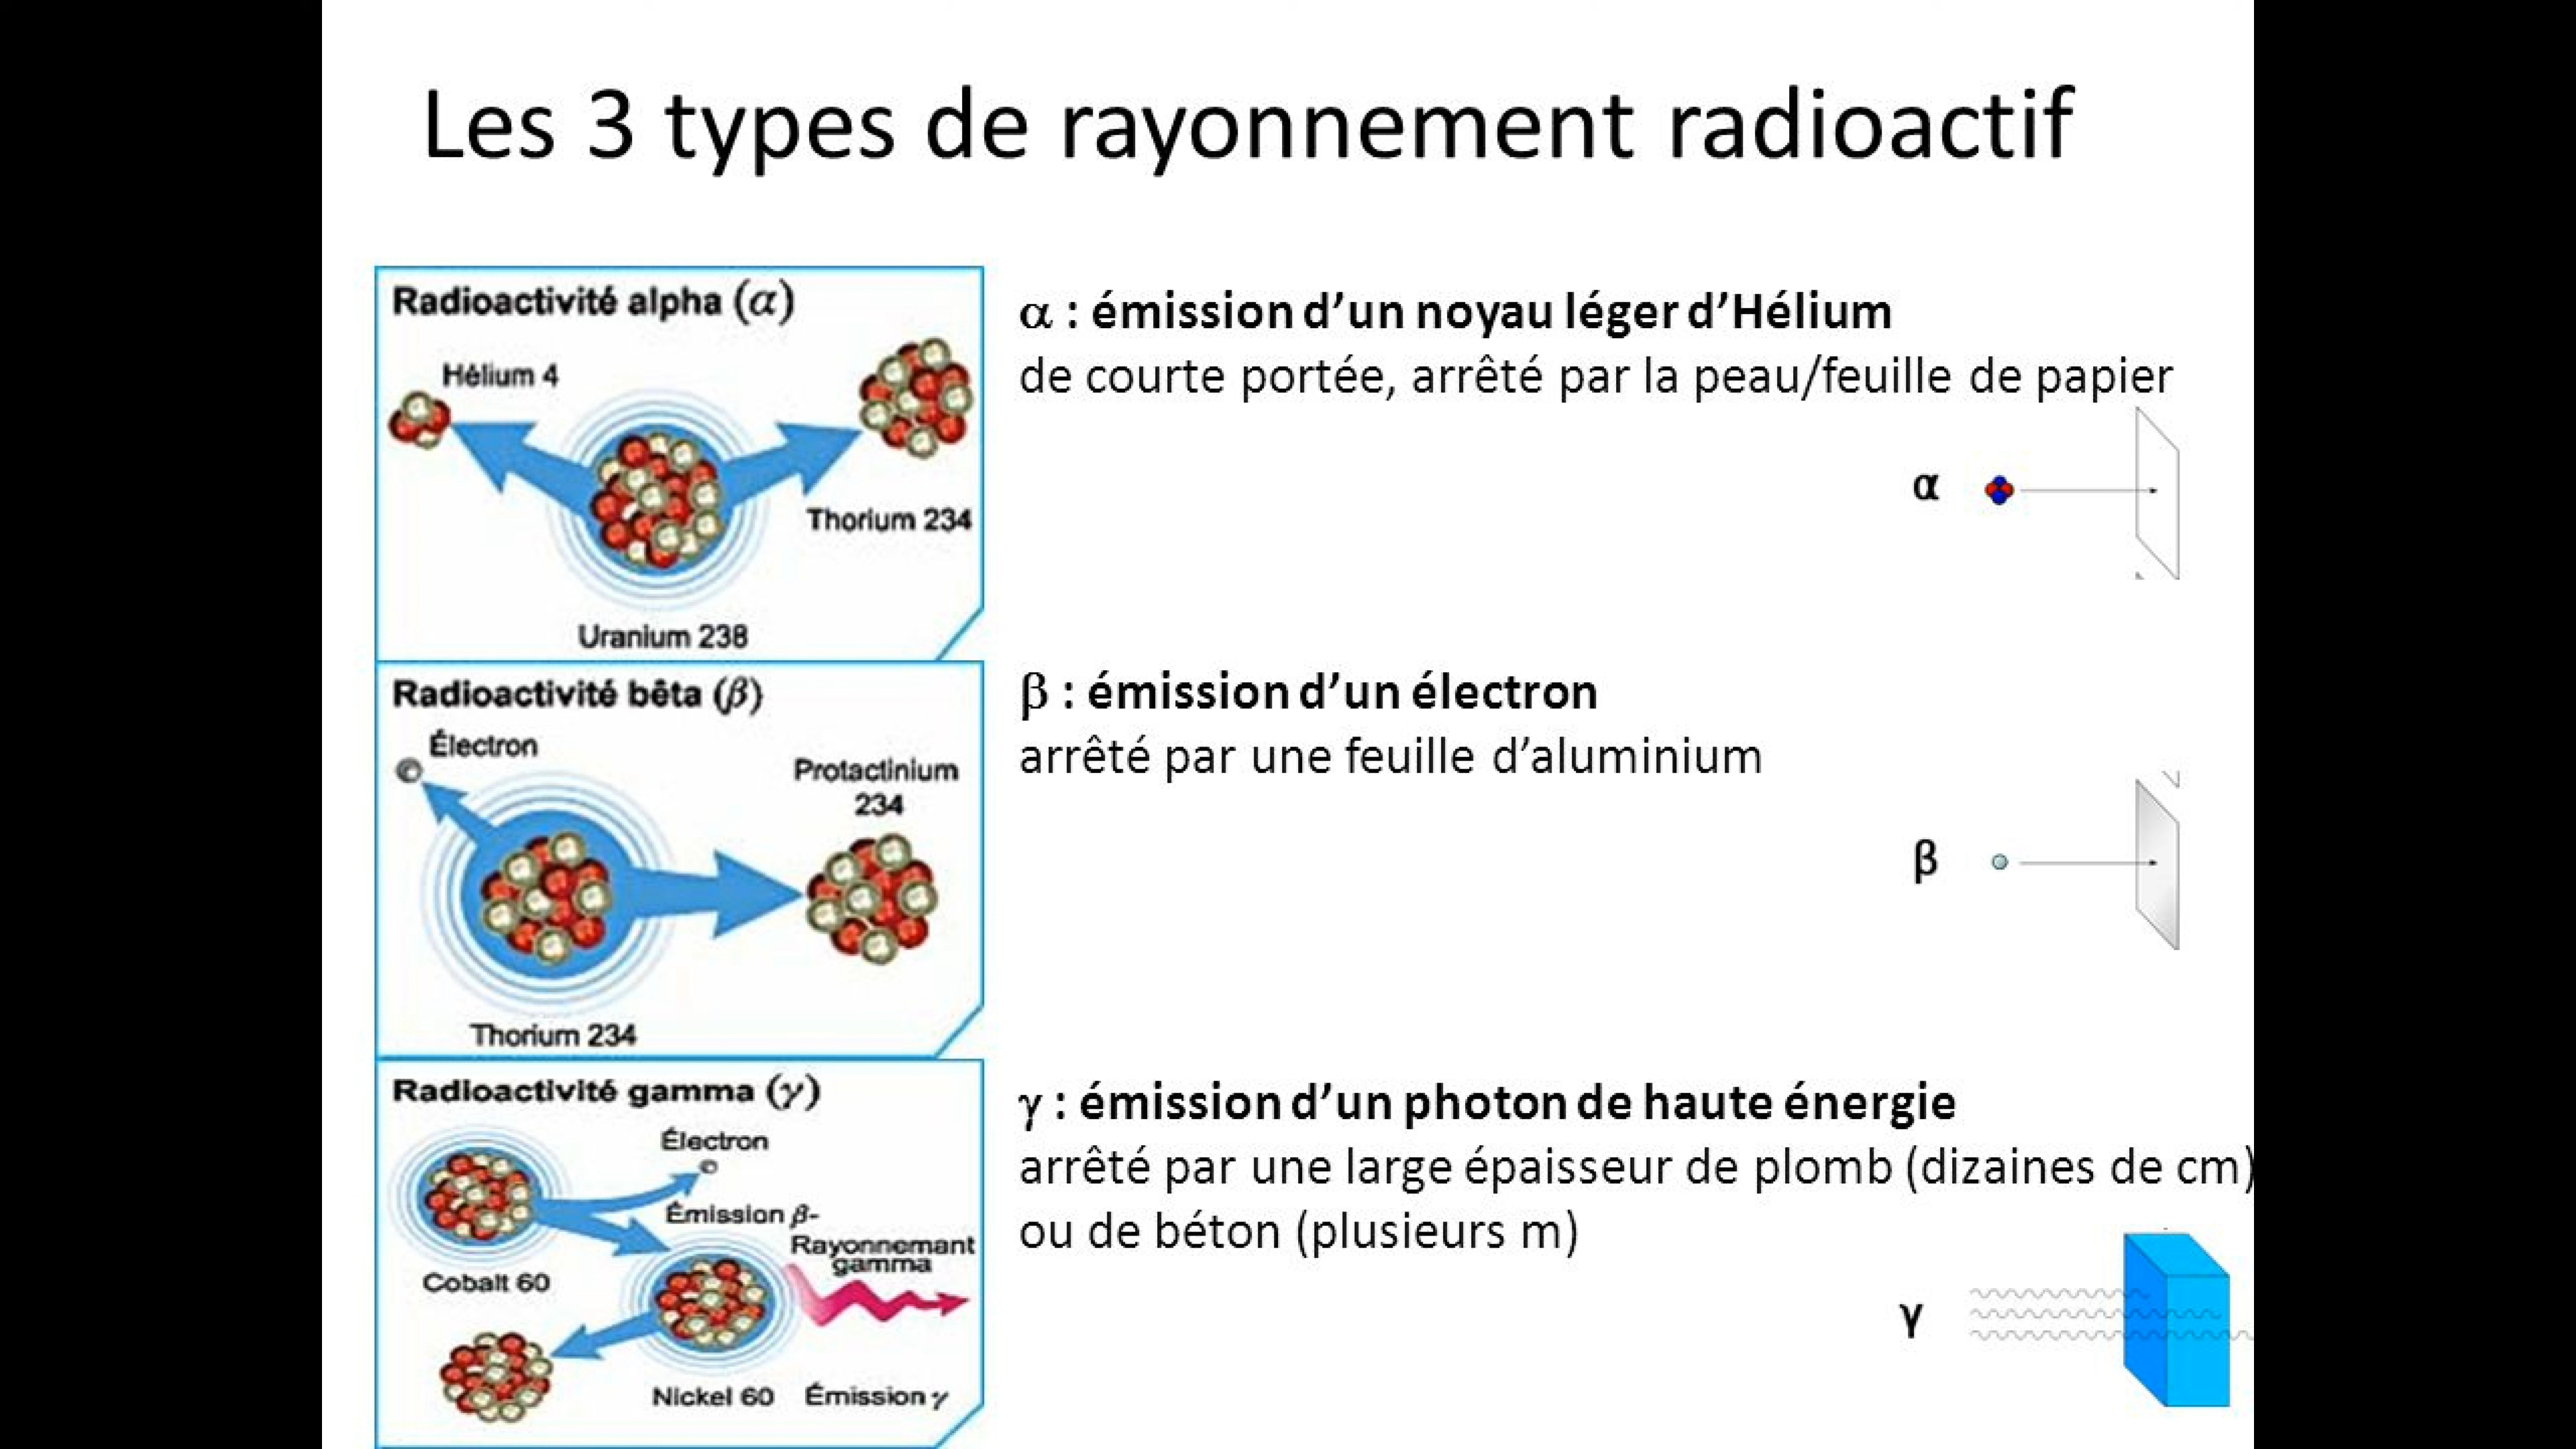 Les 3 types de rayonnement radioactif
Radioactivité alpha (α)
Hélium 4
Thorium 234
Uranium 238
α : émission d’un noyau léger d’Hélium
de courte portée, arrêté par la peau/feuille de papier
α
Radioactivité bêta (β)
Électron
Protactinium
234
Thorium 234
β : émission d’un électron
arrêté par une feuille d’aluminium
β
Radioactivité gamma (γ)
Électron
Émission β-
Rayonnemant
gamma
Cobalt 60
Nickel 60
Émission γ
γ : émission d’un photon de haute énergie
arrêté par une large épaisseur de plomb (dizaines de cm)
ou de béton (plusieurs m)
γ